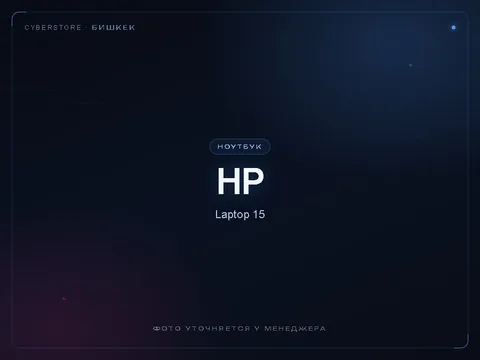 CYBERSTORE · БИШКЕК
НОУТБУК
HP
Laptop 15
ФОТО УТОЧНЯЕТСЯ У МЕНЕДЖЕРА